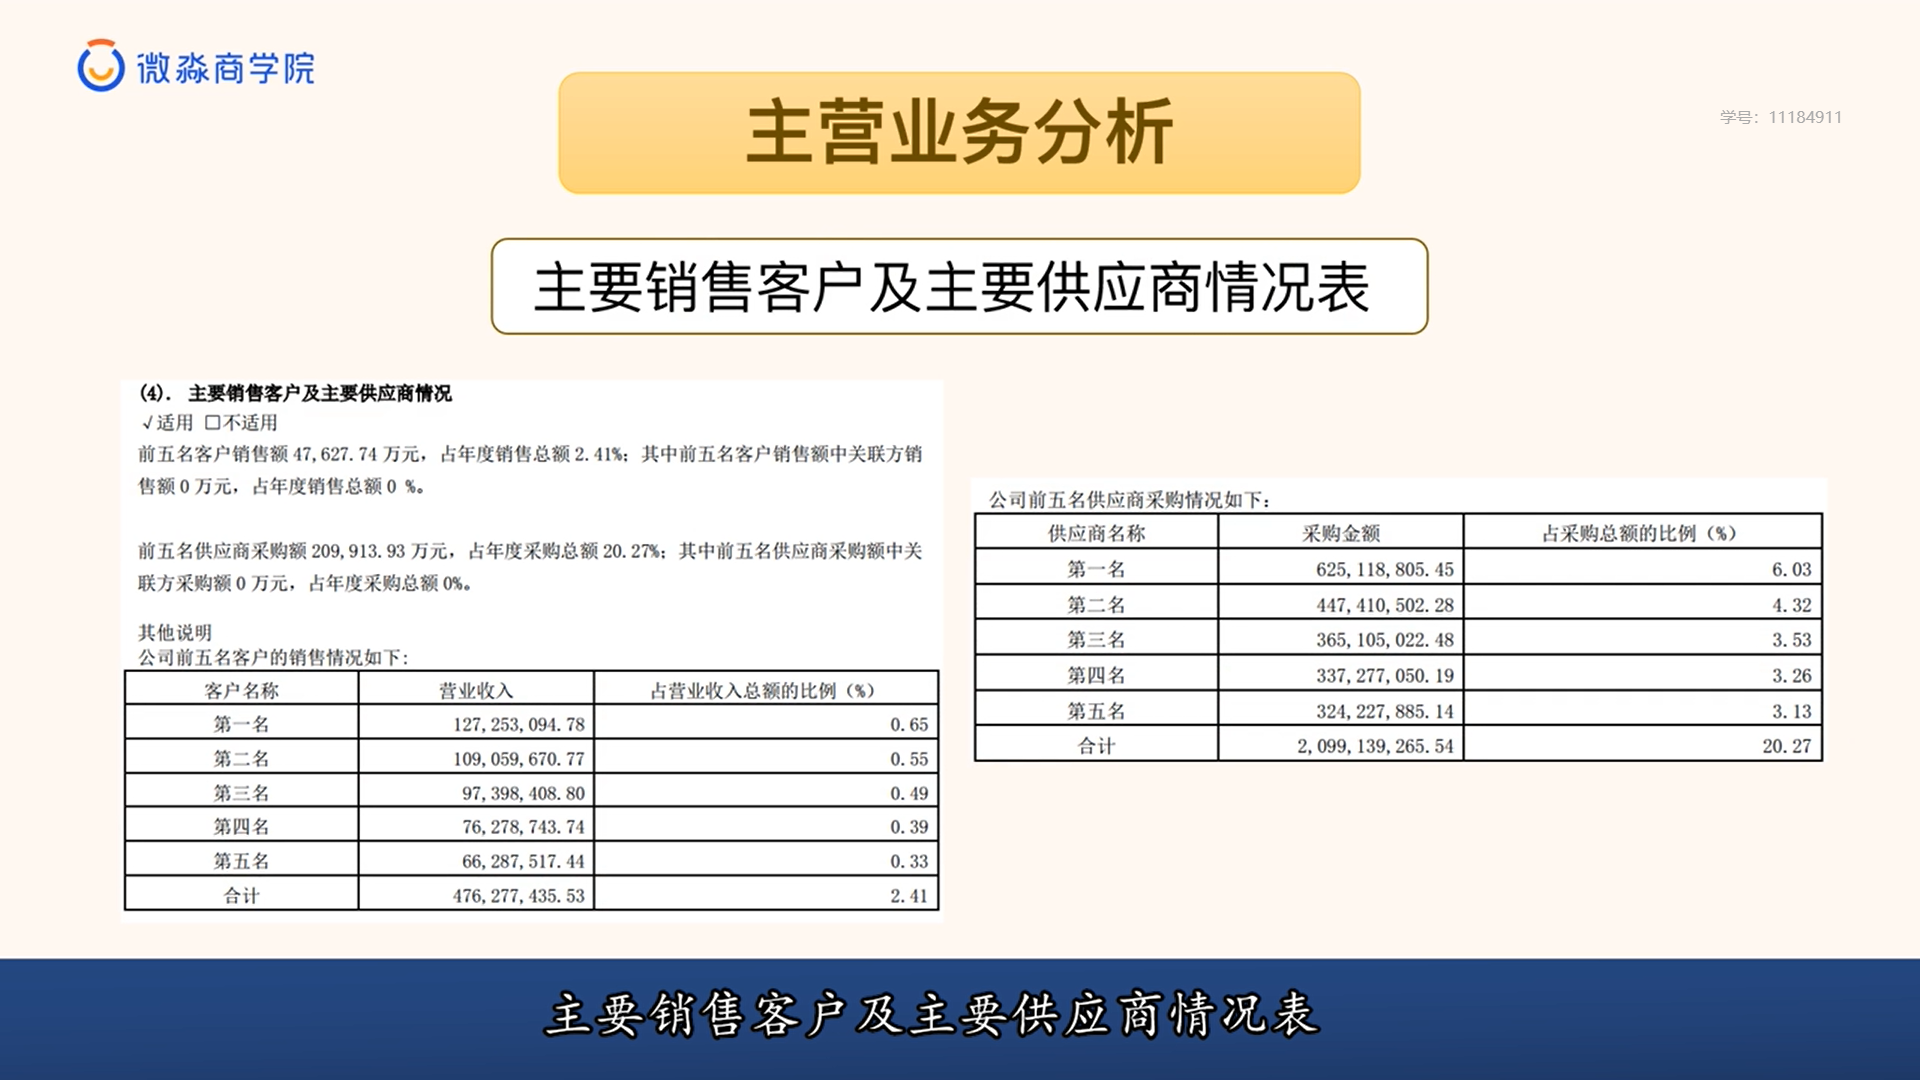 微淼商学院
主营业务分析
学号：11184911
主要销售客户及主要供应商情况表
(4)． 主要销售客户及主要供应商情况
√适用 □不适用
前五名客户销售额 47,627.74 万元，占年度销售总额 2.41%；其中前五名客户销售额中关联方销
售额 0 万元，占年度销售总额 0 %。
前五名供应商采购额 209,913.93 万元，占年度采购总额 20.27%；其中前五名供应商采购额中关
联方采购额 0 万元，占年度采购总额 0%。
其他说明
公司前五名客户的销售情况如下：
客户名称 营业收入 占营业收入总额的比例（%）
第一名 127,253,094.78 0.65
第二名 109,059,670.77 0.55
第三名 97,398,408.80 0.49
第四名 76,278,743.74 0.39
第五名 66,287,517.44 0.33
合计 476,277,435.53 2.41
公司前五名供应商采购情况如下：
供应商名称 采购金额 占采购总额的比例（%）
第一名 625,118,805.45 6.03
第二名 447,410,502.28 4.32
第三名 365,105,022.48 3.53
第四名 337,277,050.19 3.26
第五名 324,227,885.14 3.13
合计 2,099,139,265.54 20.27
主要销售客户及主要供应商情况表